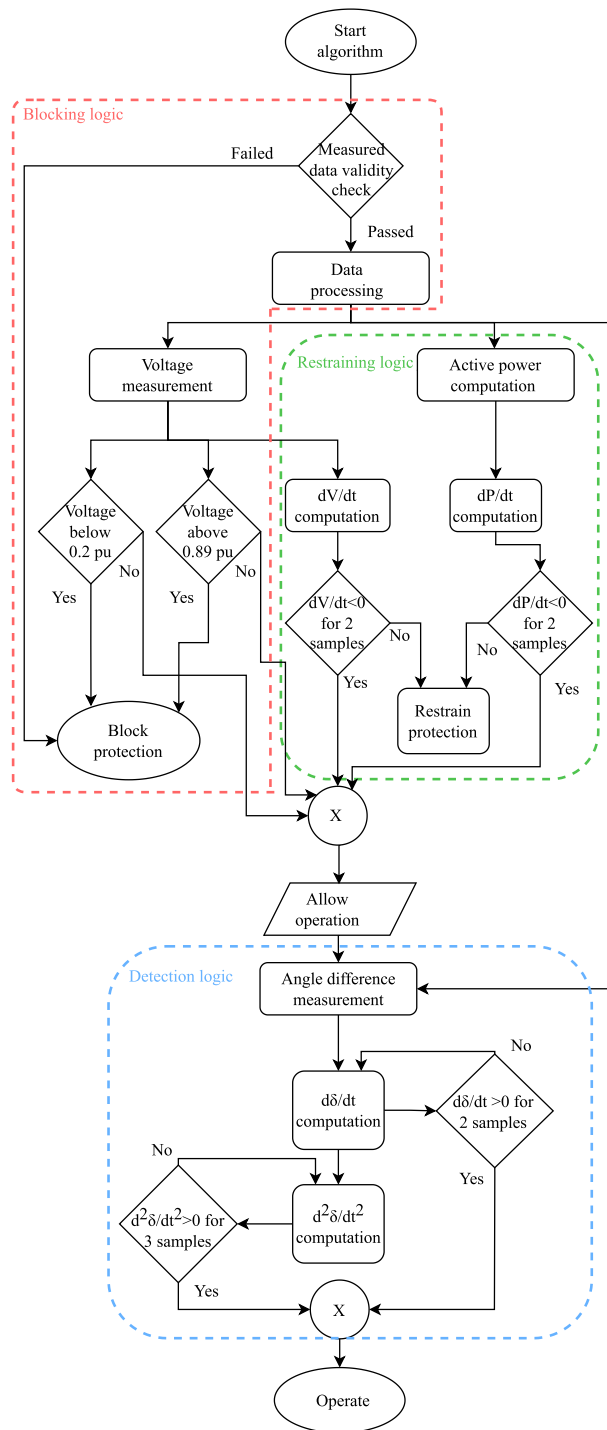 Start
algorithm
Blocking logic
Failed
Measured
data validity
check
Passed
Data
processing
Voltage
measurement
Restraining logic
Active power
computation
Voltage
below
0.2 pu
Voltage
above
0.89 pu
dV/dt
computation
dP/dt
computation
Yes
No
Yes
No
dV/dt<0
for 2
samples
No
Yes
dP/dt<0
for 2
samples
No
Yes
Restrain
protection
Block
protection
X
Allow
operation
Detection logic
Angle difference
measurement
No
dδ/dt
computation
dδ/dt >0 for
2 samples
Yes
No
d²δ/dt²>0 for
3 samples
d²δ/dt²
computation
Yes
X
Operate